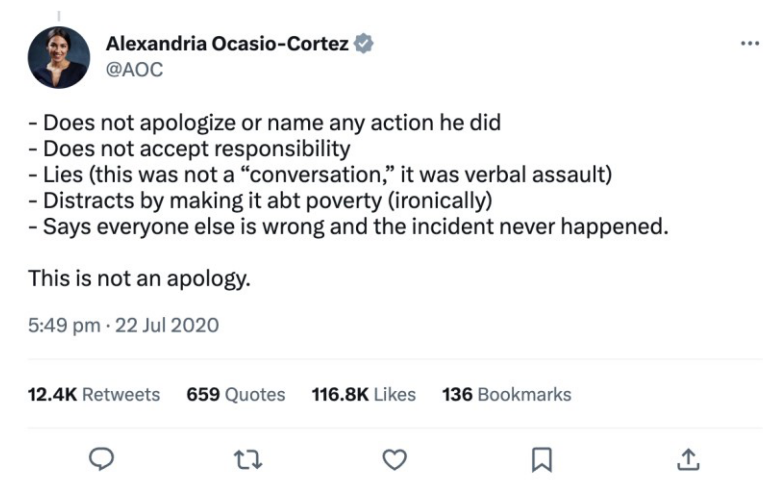 Alexandria Ocasio-Cortez
@AOC
- Does not apologize or name any action he did
- Does not accept responsibility
- Lies (this was not a “conversation,” it was verbal assault)
- Distracts by making it abt poverty (ironically)
- Says everyone else is wrong and the incident never happened.
This is not an apology.
5:49 pm · 22 Jul 2020
12.4K Retweets 659 Quotes 116.8K Likes 136 Bookmarks